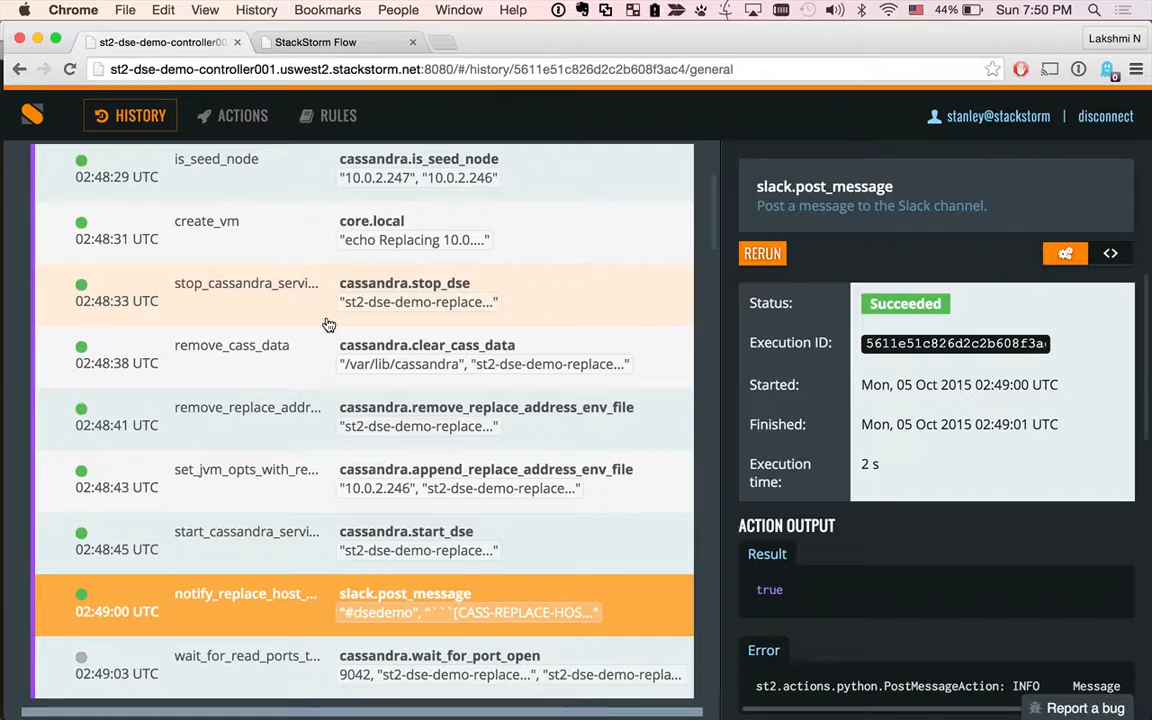 Chrome File Edit View History Bookmarks People Window Help 44% Sun 7:50 PM
st2-dse-demo-controller00 StackStorm Flow Lakshmi N
st2-dse-demo-controller001.uswest2.stackstorm.net:8080/#/history/5611e51c826d2c2b608f3ac4/general
HISTORY ACTIONS RULES stanley@stackstorm | disconnect
is_seed_node cassandra.is_seed_node
02:48:29 UTC "10.0.2.247", "10.0.2.246"
create_vm core.local
02:48:31 UTC "echo Replacing 10.0...."
stop_cassandra_servi... cassandra.stop_dse
02:48:33 UTC "st2-dse-demo-replace..."
remove_cass_data cassandra.clear_cass_data
02:48:38 UTC "/var/lib/cassandra", "st2-dse-demo-replace..."
remove_replace_addr... cassandra.remove_replace_address_env_file
02:48:41 UTC "st2-dse-demo-replace..."
set_jvm_opts_with_re... cassandra.append_replace_address_env_file
02:48:43 UTC "10.0.2.246", "st2-dse-demo-replace..."
start_cassandra_servi... cassandra.start_dse
02:48:45 UTC "st2-dse-demo-replace..."
notify_replace_host_... slack.post_message
02:49:00 UTC "#dsedemo", "```[CASS-REPLACE-HOS..."
wait_for_read_ports_t... cassandra.wait_for_port_open
02:49:03 UTC 9042, "st2-dse-demo-replace...", "st2-dse-demo-repla...
slack.post_message
Post a message to the Slack channel.
RERUN <>
Status: Succeeded
Execution ID: 5611e51c826d2c2b608f3a
Started: Mon, 05 Oct 2015 02:49:00 UTC
Finished: Mon, 05 Oct 2015 02:49:01 UTC
Execution time: 2 s
ACTION OUTPUT
Result
true
Error
st2.actions.python.PostMessageAction: INFO Message
Report a bug